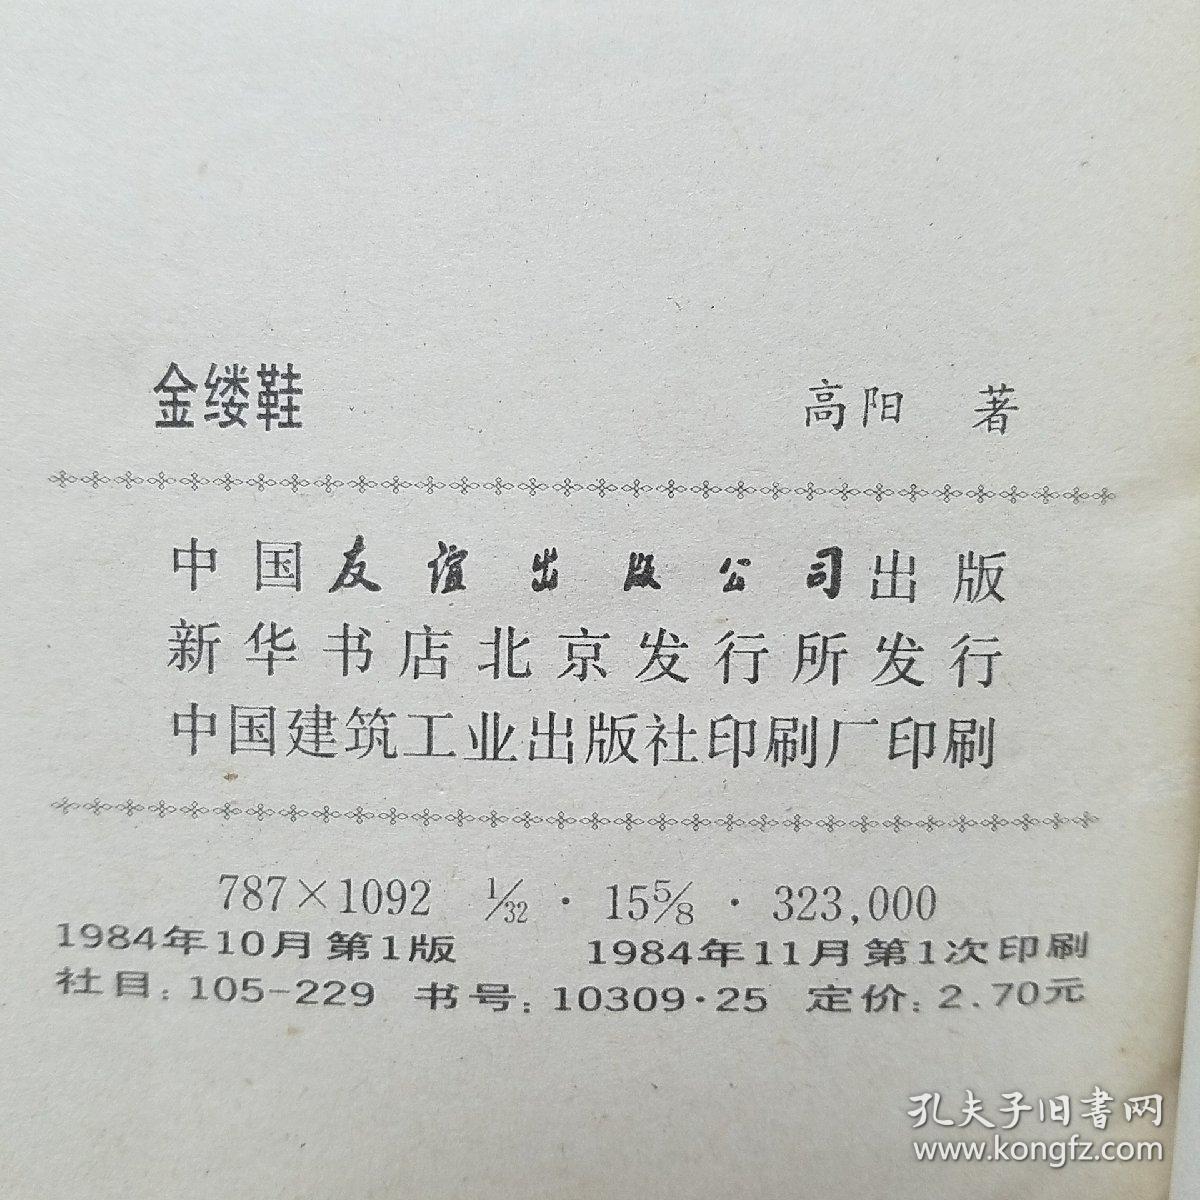 金缕鞋 高阳 著
中国友谊出版公司出版
新华书店北京发行所发行
中国建筑工业出版社印刷厂印刷
787×1092 1/32 · 15 5/8 · 323,000
1984年10月第1版 1984年11月第1次印刷
社目: 105-229 书号: 10309·25 定价: 2.70元
孔夫子旧书网
www.kongfz.com